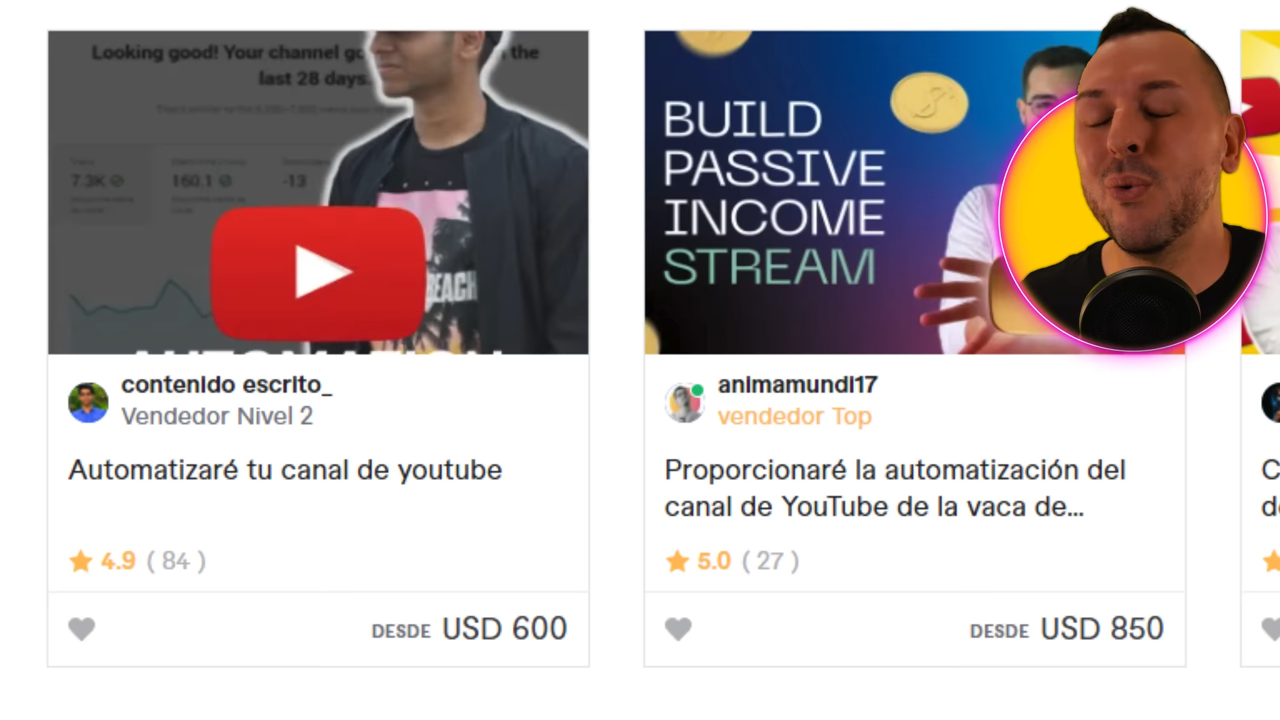 Looking good! Your channel
the
last 28 days.
7.3K
160.1
-13
BEACH
BUILD
PASSIVE
INCOME
STREAM
contenido escrito_
Vendedor Nivel 2
Automatizaré tu canal de youtube
4.9 ( 84 )
DESDE USD 600
animamundi17
vendedor Top
Proporcionaré la automatización del
canal de YouTube de la vaca de...
5.0 ( 27 )
DESDE USD 850